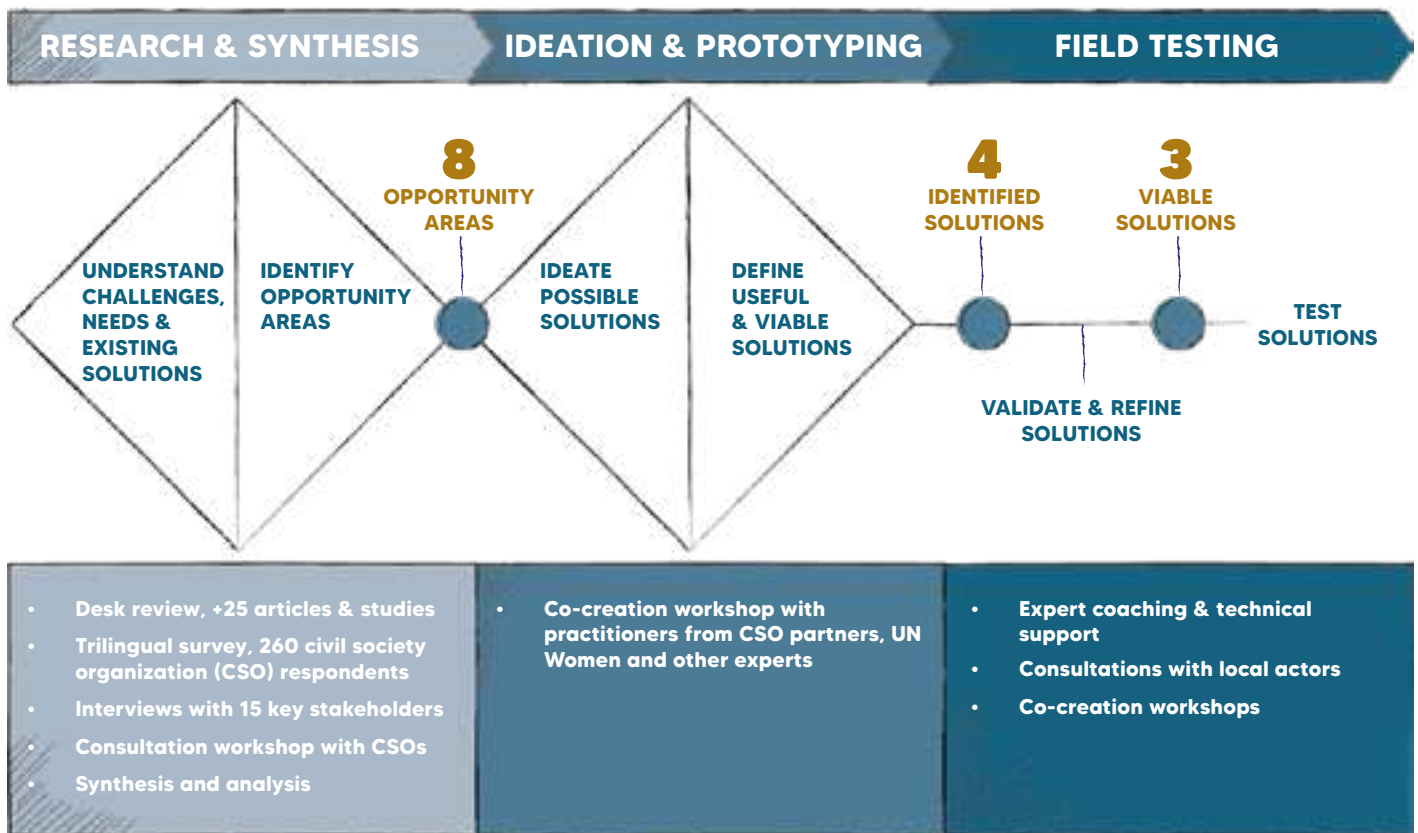 RESEARCH & SYNTHESIS
IDEATION & PROTOTYPING
FIELD TESTING
8
OPPORTUNITY
AREAS
4
IDENTIFIED
SOLUTIONS
3
VIABLE
SOLUTIONS
UNDERSTAND
CHALLENGES,
NEEDS &
EXISTING
SOLUTIONS
IDENTIFY
OPPORTUNITY
AREAS
IDEATE
POSSIBLE
SOLUTIONS
DEFINE
USEFUL
& VIABLE
SOLUTIONS
TEST
SOLUTIONS
VALIDATE & REFINE
SOLUTIONS
• Desk review, +25 articles & studies
• Trilingual survey, 260 civil society
organization (CSO) respondents
• Interviews with 15 key stakeholders
• Consultation workshop with CSOs
• Synthesis and analysis
• Co-creation workshop with
practitioners from CSO partners, UN
Women and other experts
• Expert coaching & technical
support
• Consultations with local actors
• Co-creation workshops